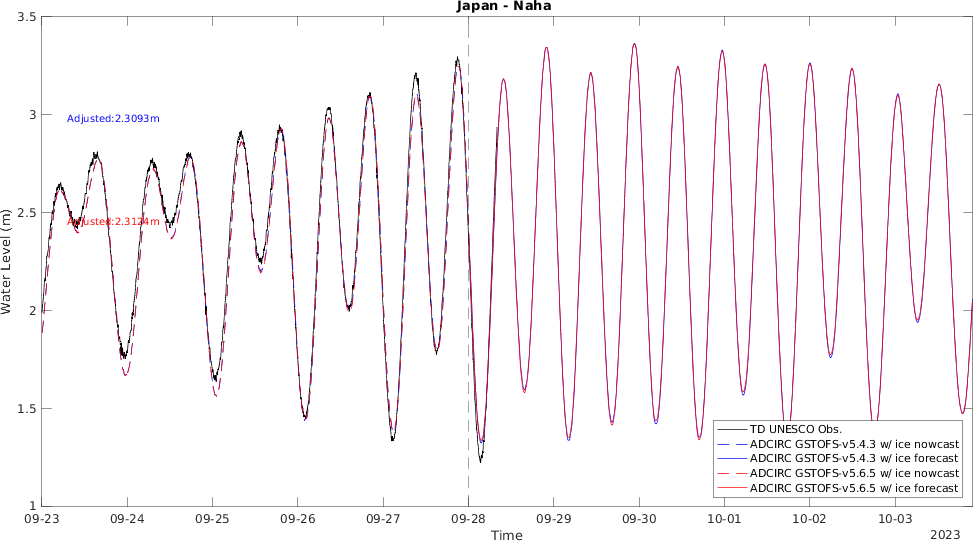 Japan - Naha
3.5
3
2.5
2
1.5
1
Water Level (m)
Adjusted:2.3093m
Adjusted:2.3124m
TD UNESCO Obs.
ADCIRC GSTOFS-v5.4.3 w/ ice nowcast
ADCIRC GSTOFS-v5.4.3 w/ ice forecast
ADCIRC GSTOFS-v5.6.5 w/ ice nowcast
ADCIRC GSTOFS-v5.6.5 w/ ice forecast
09-23 09-24 09-25 09-26 09-27 09-28 09-29 09-30 10-01 10-02 10-03
Time
2023